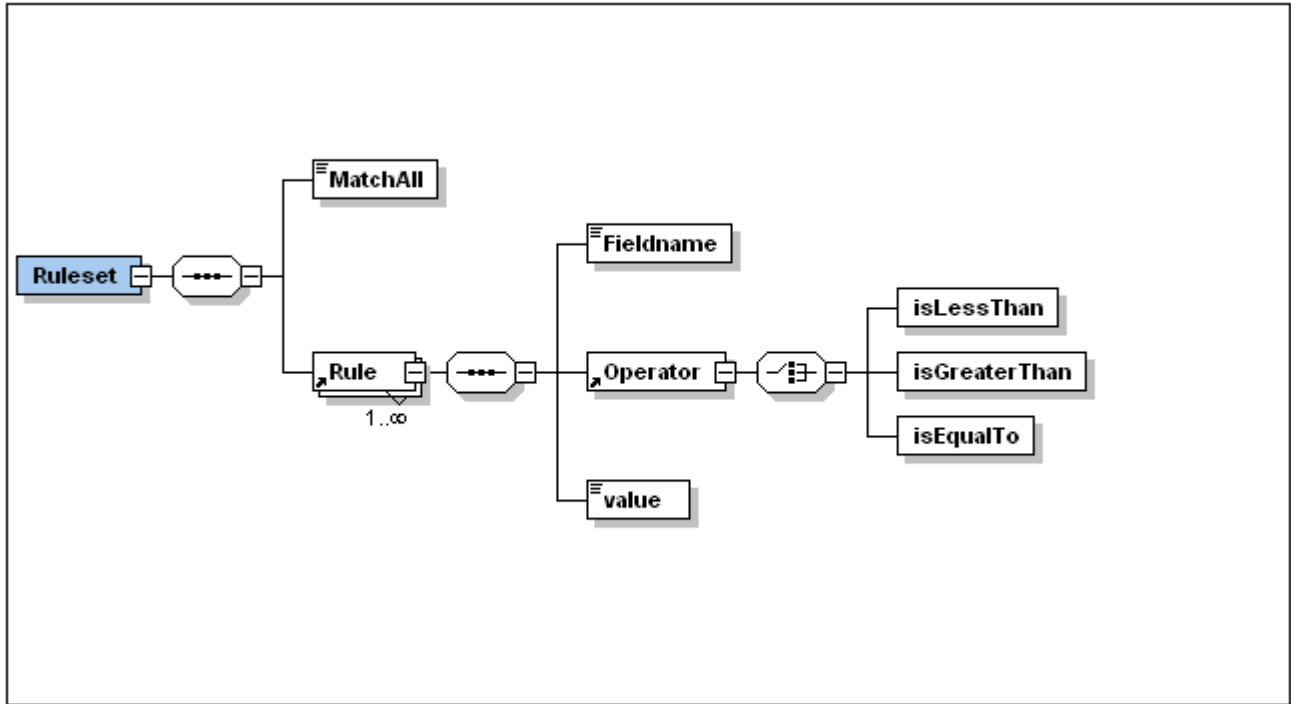 MatchAll
Fieldname
Ruleset
isLessThan
Rule
Operator
isGreaterThan
1..∞
isEqualTo
value